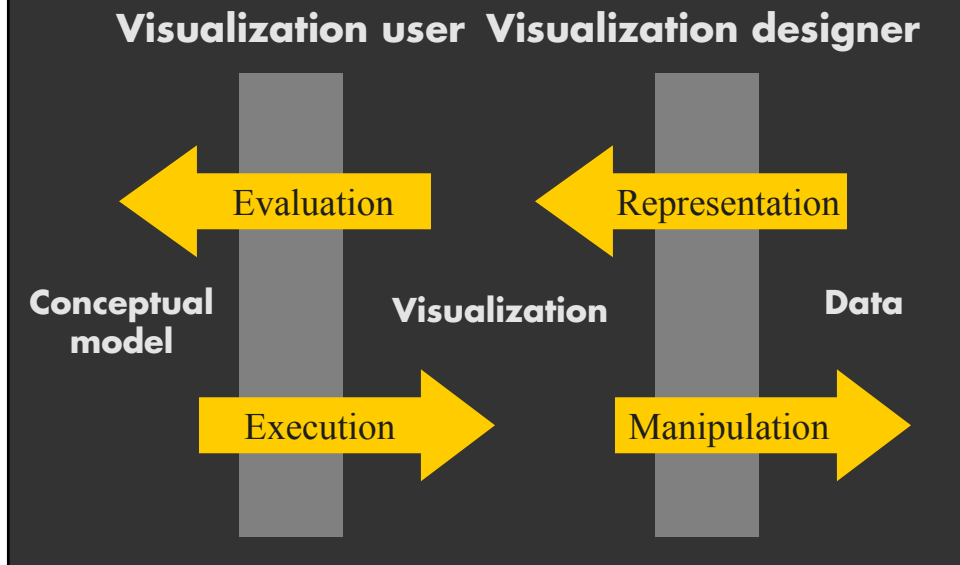 Visualization user Visualization designer
Evaluation Representation
Conceptual
model
Visualization
Data
Execution Manipulation